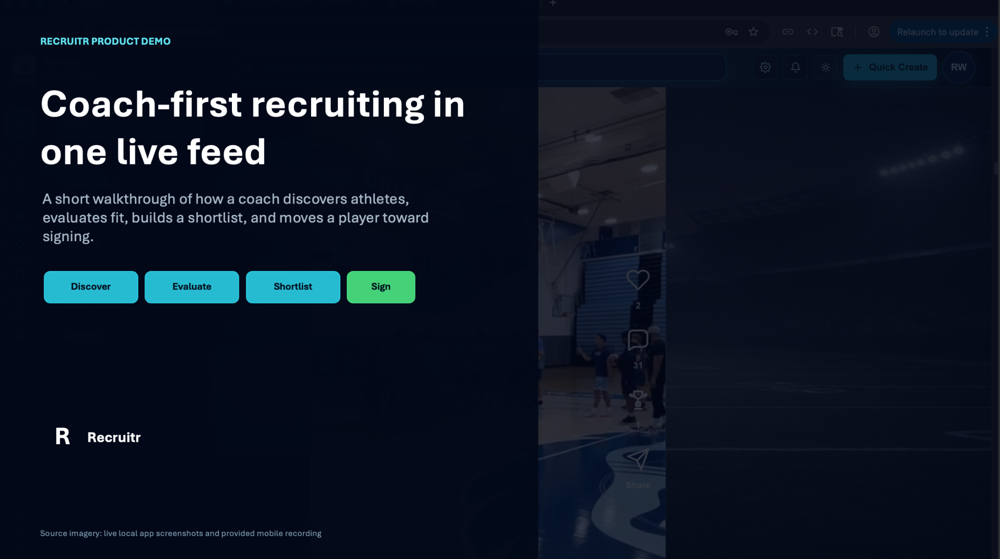 RECRUITR PRODUCT DEMO
Relaunch to update
Recruitr
Quick Create
RW
Coach-first recruiting in
one live feed
A short walkthrough of how a coach discovers athletes,
evaluates fit, builds a shortlist, and moves a player toward
signing.
Discover
Evaluate
Shortlist
Sign
2
31
Shortlist
1
R
Recruitr
Share
Source imagery: live local app screenshots and provided mobile recording